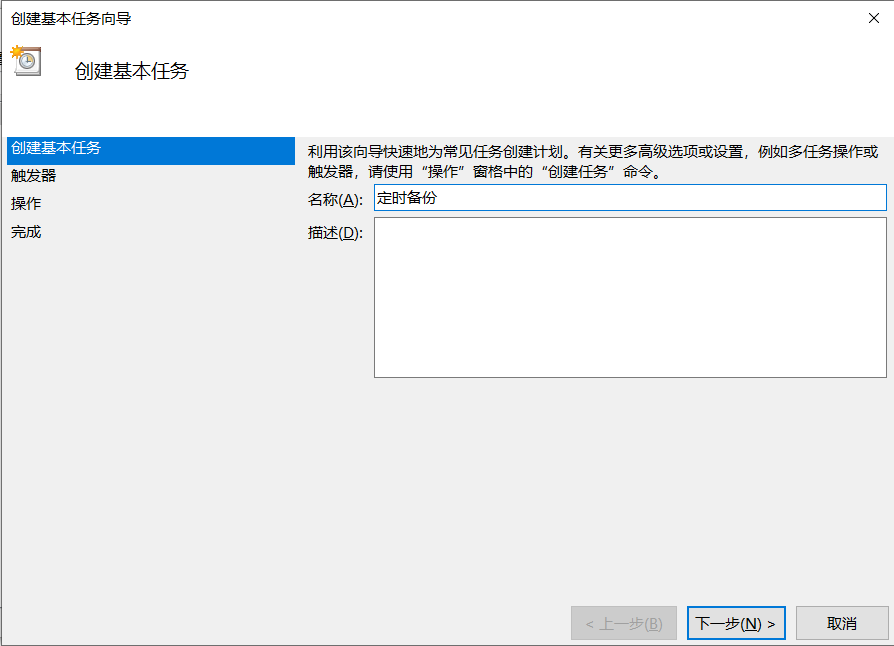 创建基本任务向导
创建基本任务
创建基本任务
触发器
操作
完成
利用该向导快速地为常见任务创建计划。有关更多高级选项或设置，例如多任务操作或
触发器，请使用“操作”窗格中的“创建任务”命令。
名称(A): 定时备份
描述(D):
< 上一步(B) 下一步(N) > 取消